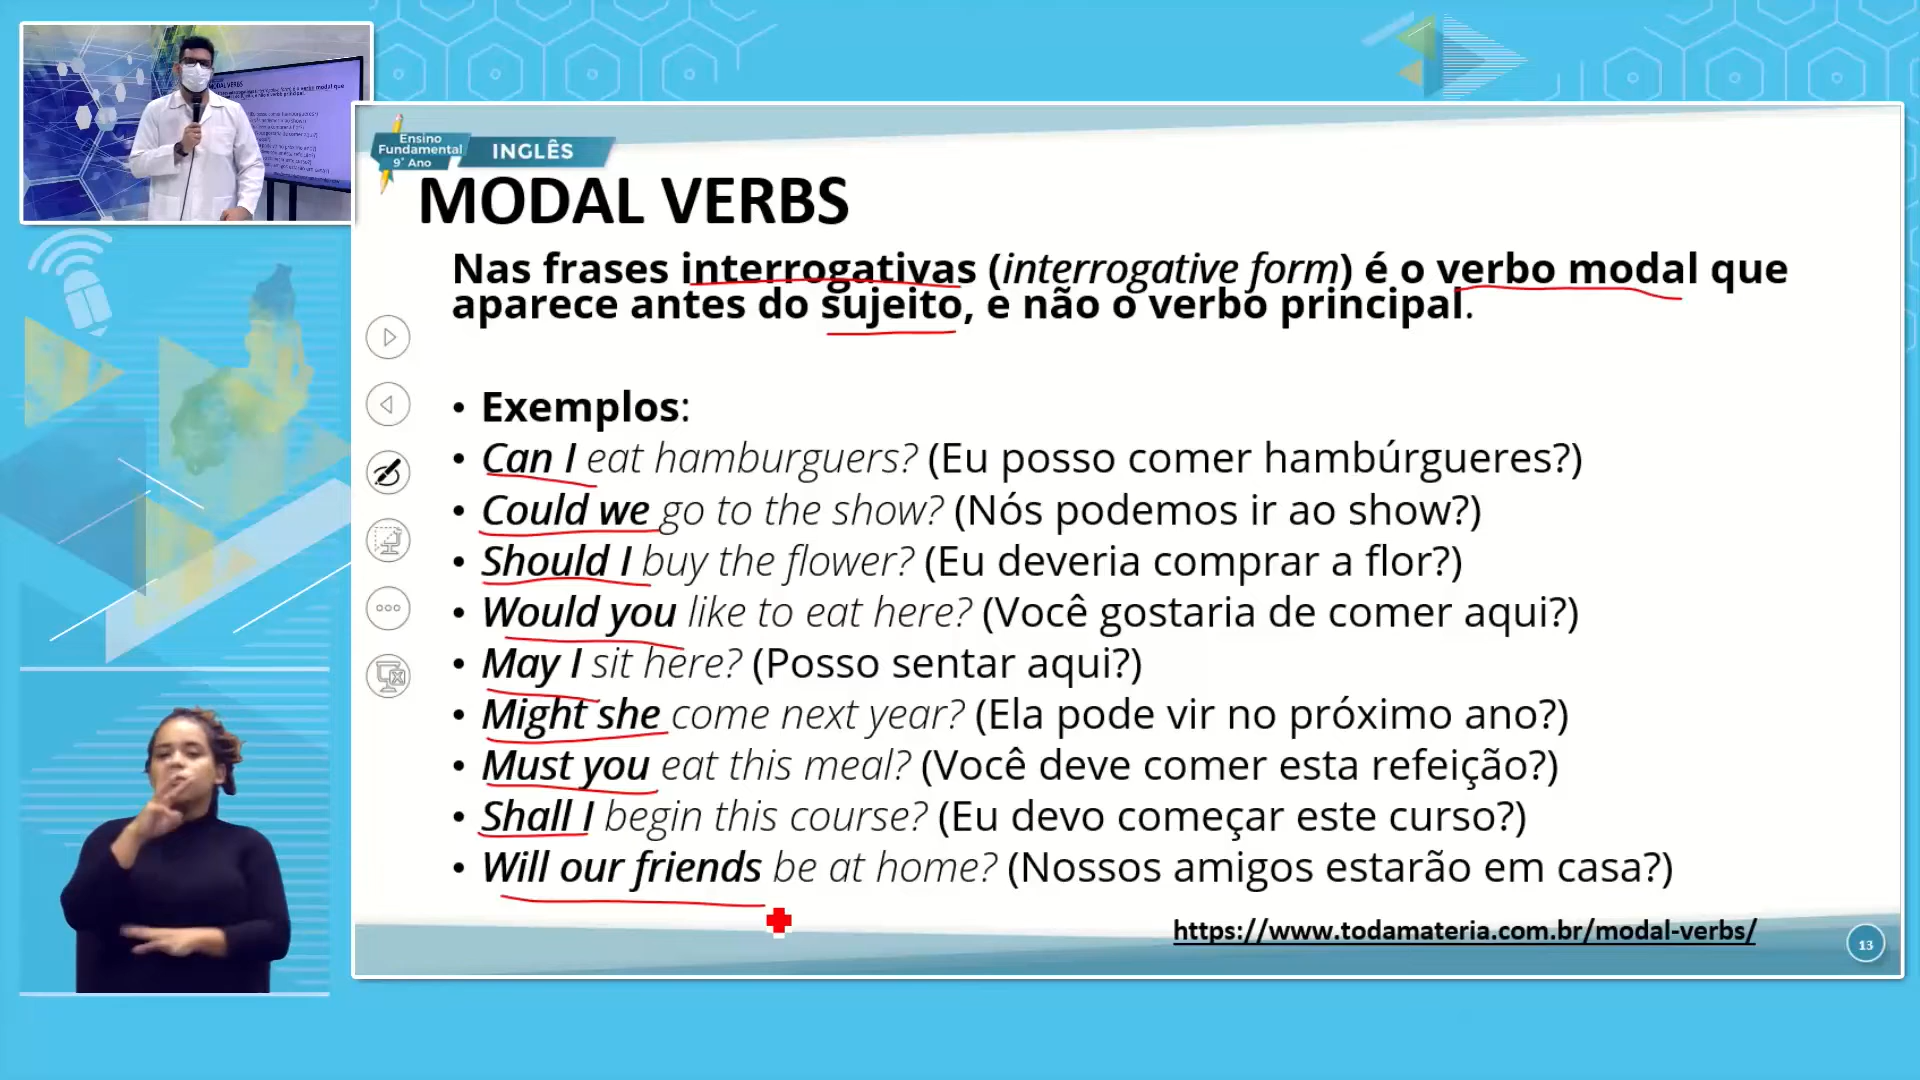 Ensino
Fundamental
9° Ano
INGLÊS
MODAL VERBS
Nas frases interrogativas (interrogative form) é o verbo modal que
aparece antes do sujeito, e não o verbo principal.
• Exemplos:
• Can I eat hamburguers? (Eu posso comer hambúrgueres?)
• Could we go to the show? (Nós podemos ir ao show?)
• Should I buy the flower? (Eu deveria comprar a flor?)
• Would you like to eat here? (Você gostaria de comer aqui?)
• May I sit here? (Posso sentar aqui?)
• Might she come next year? (Ela pode vir no próximo ano?)
• Must you eat this meal? (Você deve comer esta refeição?)
• Shall I begin this course? (Eu devo começar este curso?)
• Will our friends be at home? (Nossos amigos estarão em casa?)
https://www.todamateria.com.br/modal-verbs/
13
MODAL VERBS